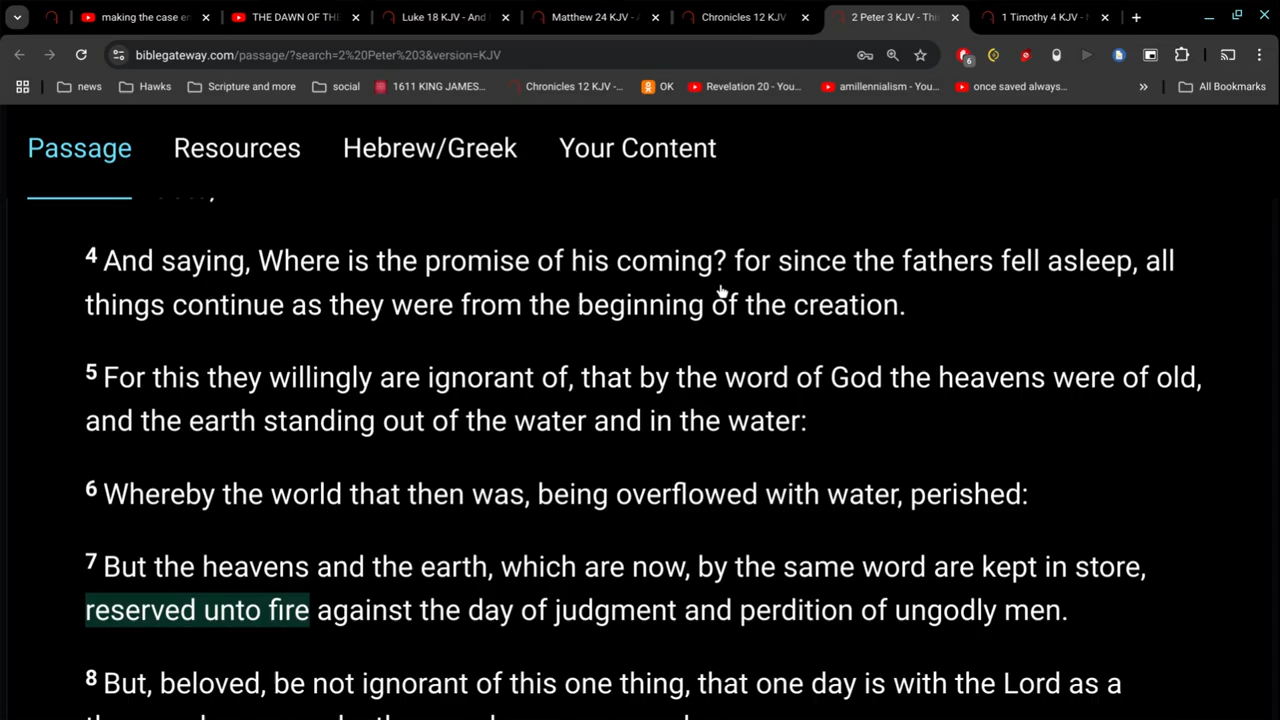 making the case e
THE DAWN OF THE
Luke 18 KJV - And
Matthew 24 KJV -
Chronicles 12 KJV
2 Peter 3 KJV - Thi
1 Timothy 4 KJV -
biblegateway.com/passage/?search=2%20Peter%203&version=KJV
6
news
Hawks
Scripture and more
social
1611 KING JAMES...
Chronicles 12 KJV -...
OK
Revelation 20 - You...
amillennialism - You...
once saved always...
All Bookmarks
Passage
Resources
Hebrew/Greek
Your Content
4 And saying, Where is the promise of his coming? for since the fathers fell asleep, all
things continue as they were from the beginning of the creation.
5 For this they willingly are ignorant of, that by the word of God the heavens were of old,
and the earth standing out of the water and in the water:
6 Whereby the world that then was, being overflowed with water, perished:
7 But the heavens and the earth, which are now, by the same word are kept in store,
reserved unto fire against the day of judgment and perdition of ungodly men.
8 But, beloved, be not ignorant of this one thing, that one day is with the Lord as a